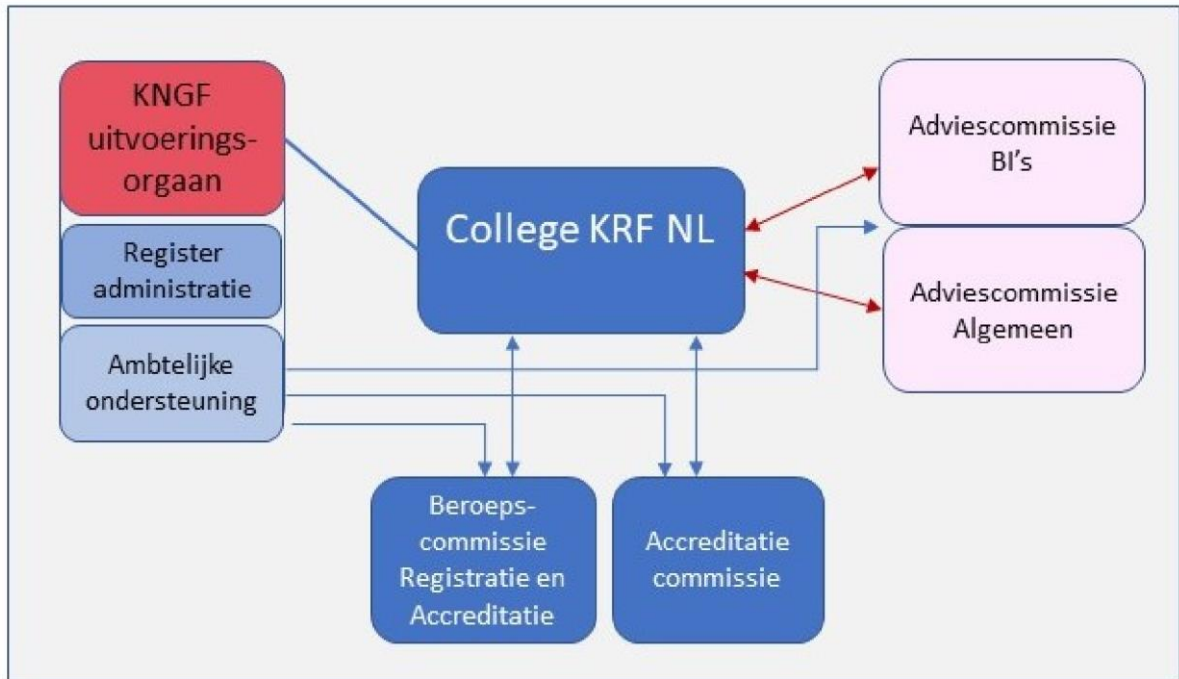 KNGF
uitvoerings-
orgaan
Register
administratie
Ambtelijke
ondersteuning
College KRF NL
Adviescommissie
BI's
Adviescommissie
Algemeen
Beroeps-
commissie
Registratie en
Accreditatie
Accreditatie
commissie